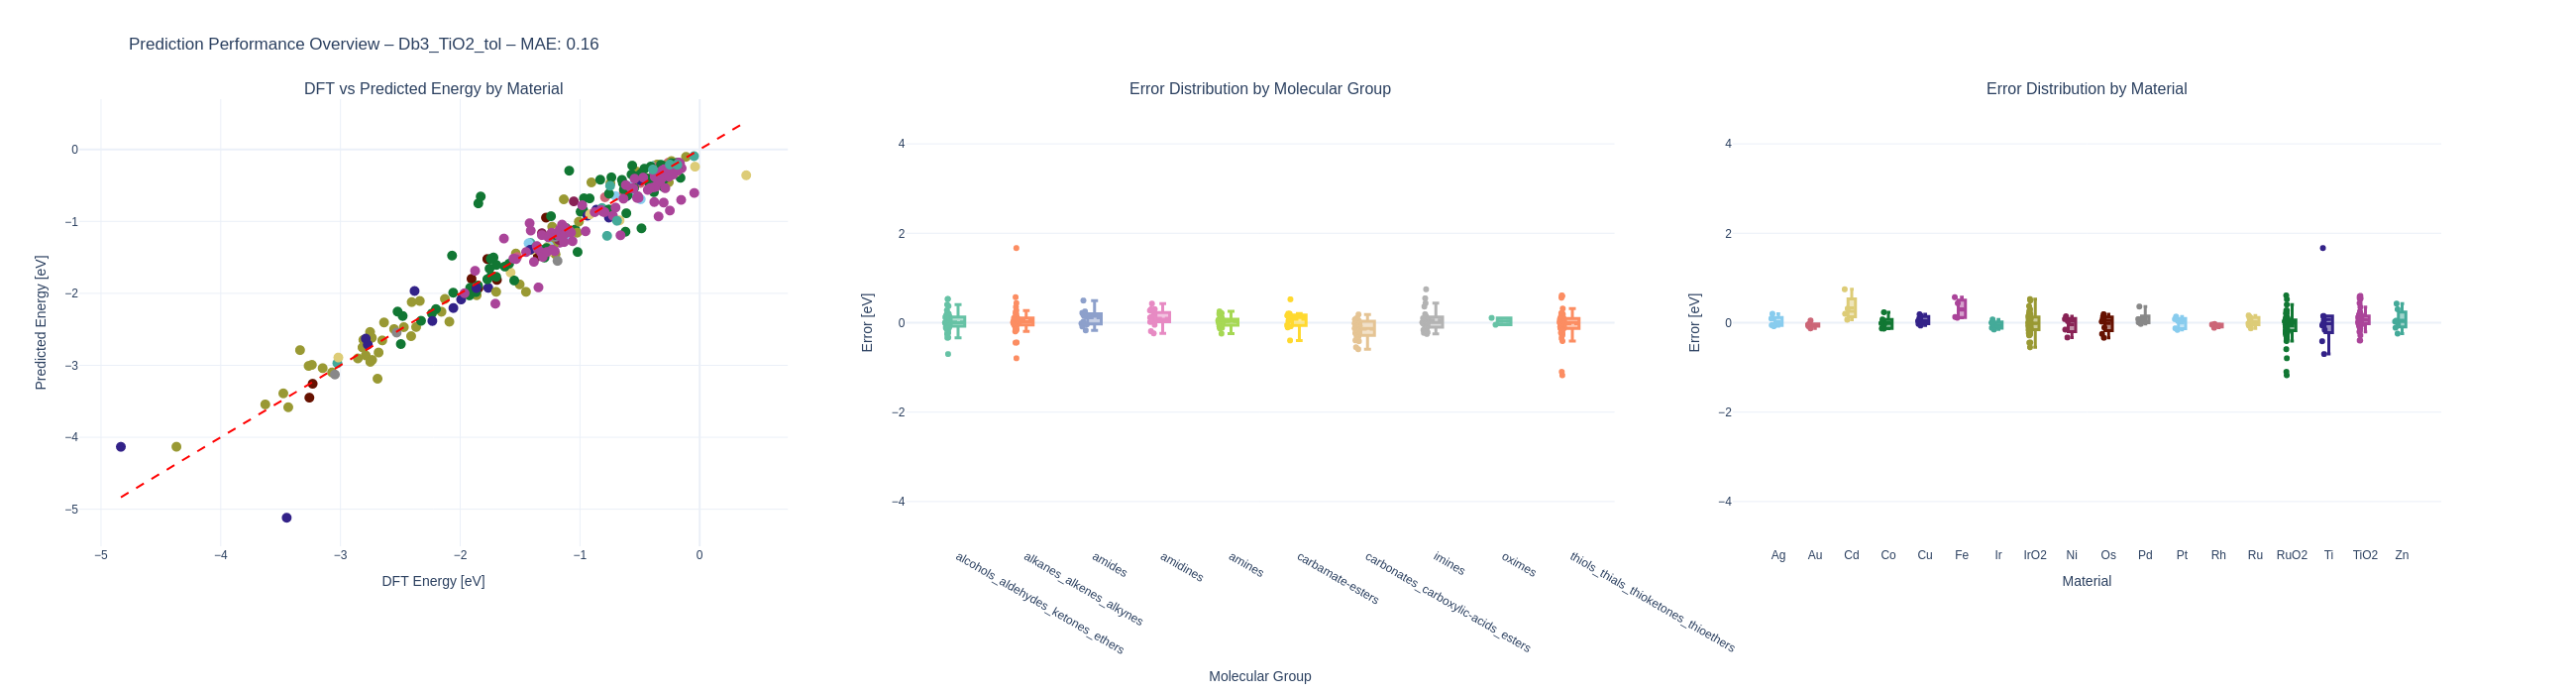 Prediction Performance Overview – Db3_TiO2_tol – MAE: 0.16
DFT vs Predicted Energy by Material
0
−1
−2
−3
−4
−5
Predicted Energy [eV]
−5
−4
−3
−2
−1
0
DFT Energy [eV]
Error Distribution by Molecular Group
4
2
0
−2
−4
Error [eV]
alcohols_aldehydes_ketones_ethers
alkanes_alkenes_alkynes
amides
amidines
amines
carbamate-esters
carbonates_carboxylic-acids_esters
imines
oximes
thiols_thials_thioketones_thioethers
Molecular Group
Error Distribution by Material
4
2
0
−2
−4
Error [eV]
Ag
Au
Cd
Co
Cu
Fe
Ir
IrO2
Ni
Os
Pd
Pt
Rh
Ru
RuO2
Ti
TiO2
Zn
Material